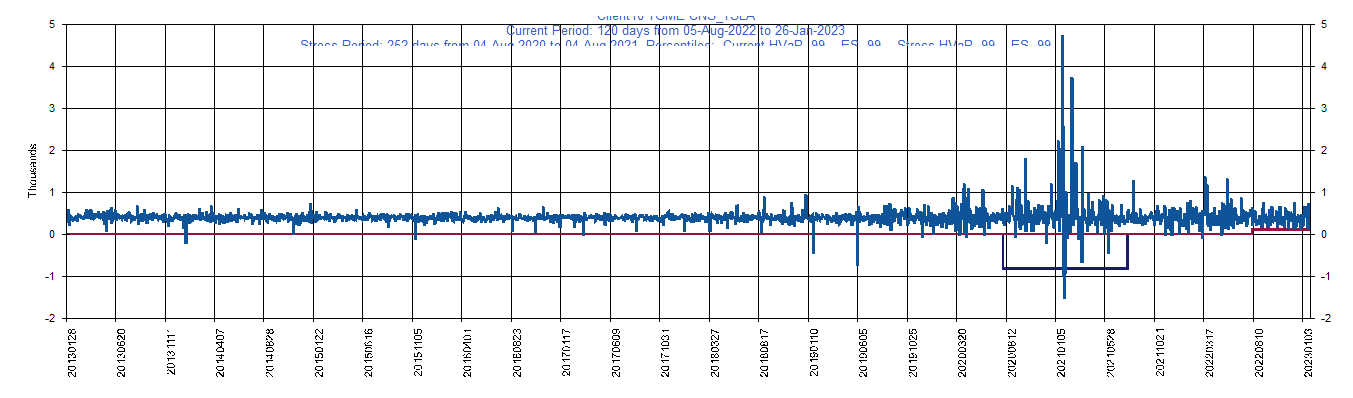 Current Period: 120 days from 05-Aug-2022 to 26-Jan-2023
Stress Period: 252 days from 04-Aug-2020 to 04-Aug-2021 Percentiles: Current HVaR 99 ES 99 Stress HVaR 99 ES 99
5 5
4 4
3 3
2 2
1 1
0 0
-1 -1
-2 -2
Thousands
20130128 20130620 20131111 20140407 20140828 20150122 20150616 20151105 20160401 20160823 20170117 20170609 20171031 20180327 20180817 20190110 20190605 20191025 20200320 20200812 20210105 20210528 20211021 20220317 20220810 20230103